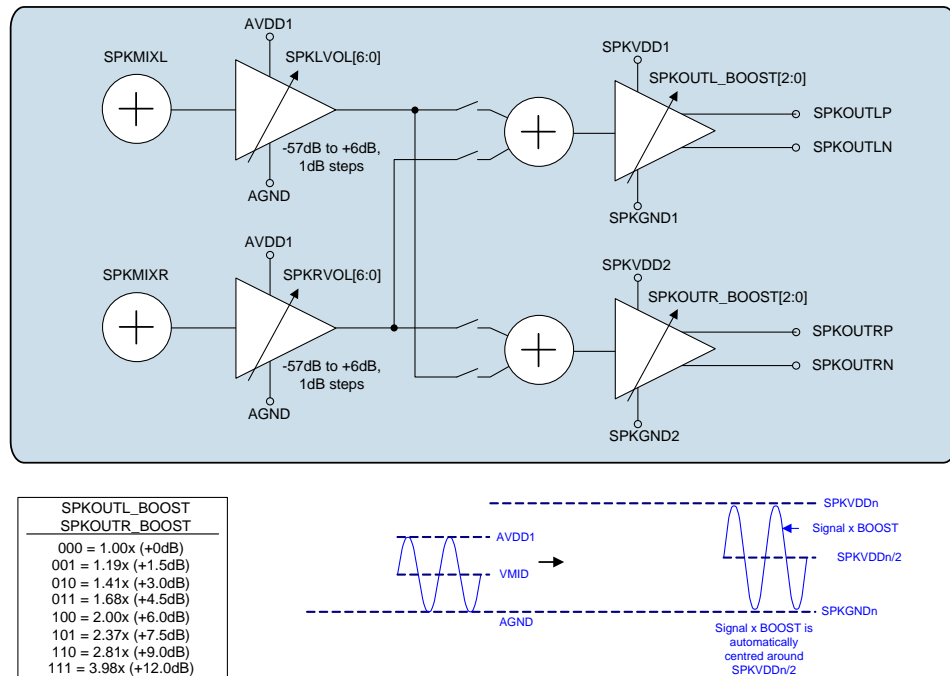 AVDD1
SPKMIXL
SPKLVOL[6:0]
-57dB to +6dB,
1dB steps
AGND
SPKVDD1
SPKOUTL_BOOST[2:0]
SPKOUTLP
SPKOUTLN
SPKGND1
AVDD1
SPKMIXR
SPKRVOL[6:0]
-57dB to +6dB,
1dB steps
AGND
SPKVDD2
SPKOUTR_BOOST[2:0]
SPKOUTRP
SPKOUTRN
SPKGND2
SPKOUTL_BOOST
SPKOUTR_BOOST
000 = 1.00x (+0dB)
001 = 1.19x (+1.5dB)
010 = 1.41x (+3.0dB)
011 = 1.68x (+4.5dB)
100 = 2.00x (+6.0dB)
101 = 2.37x (+7.5dB)
110 = 2.81x (+9.0dB)
111 = 3.98x (+12.0dB)
AVDD1
VMID
AGND
SPKVDDn
Signal x BOOST
SPKVDDn/2
SPKGNDn
Signal x BOOST is
automatically
centred around
SPKVDDn/2